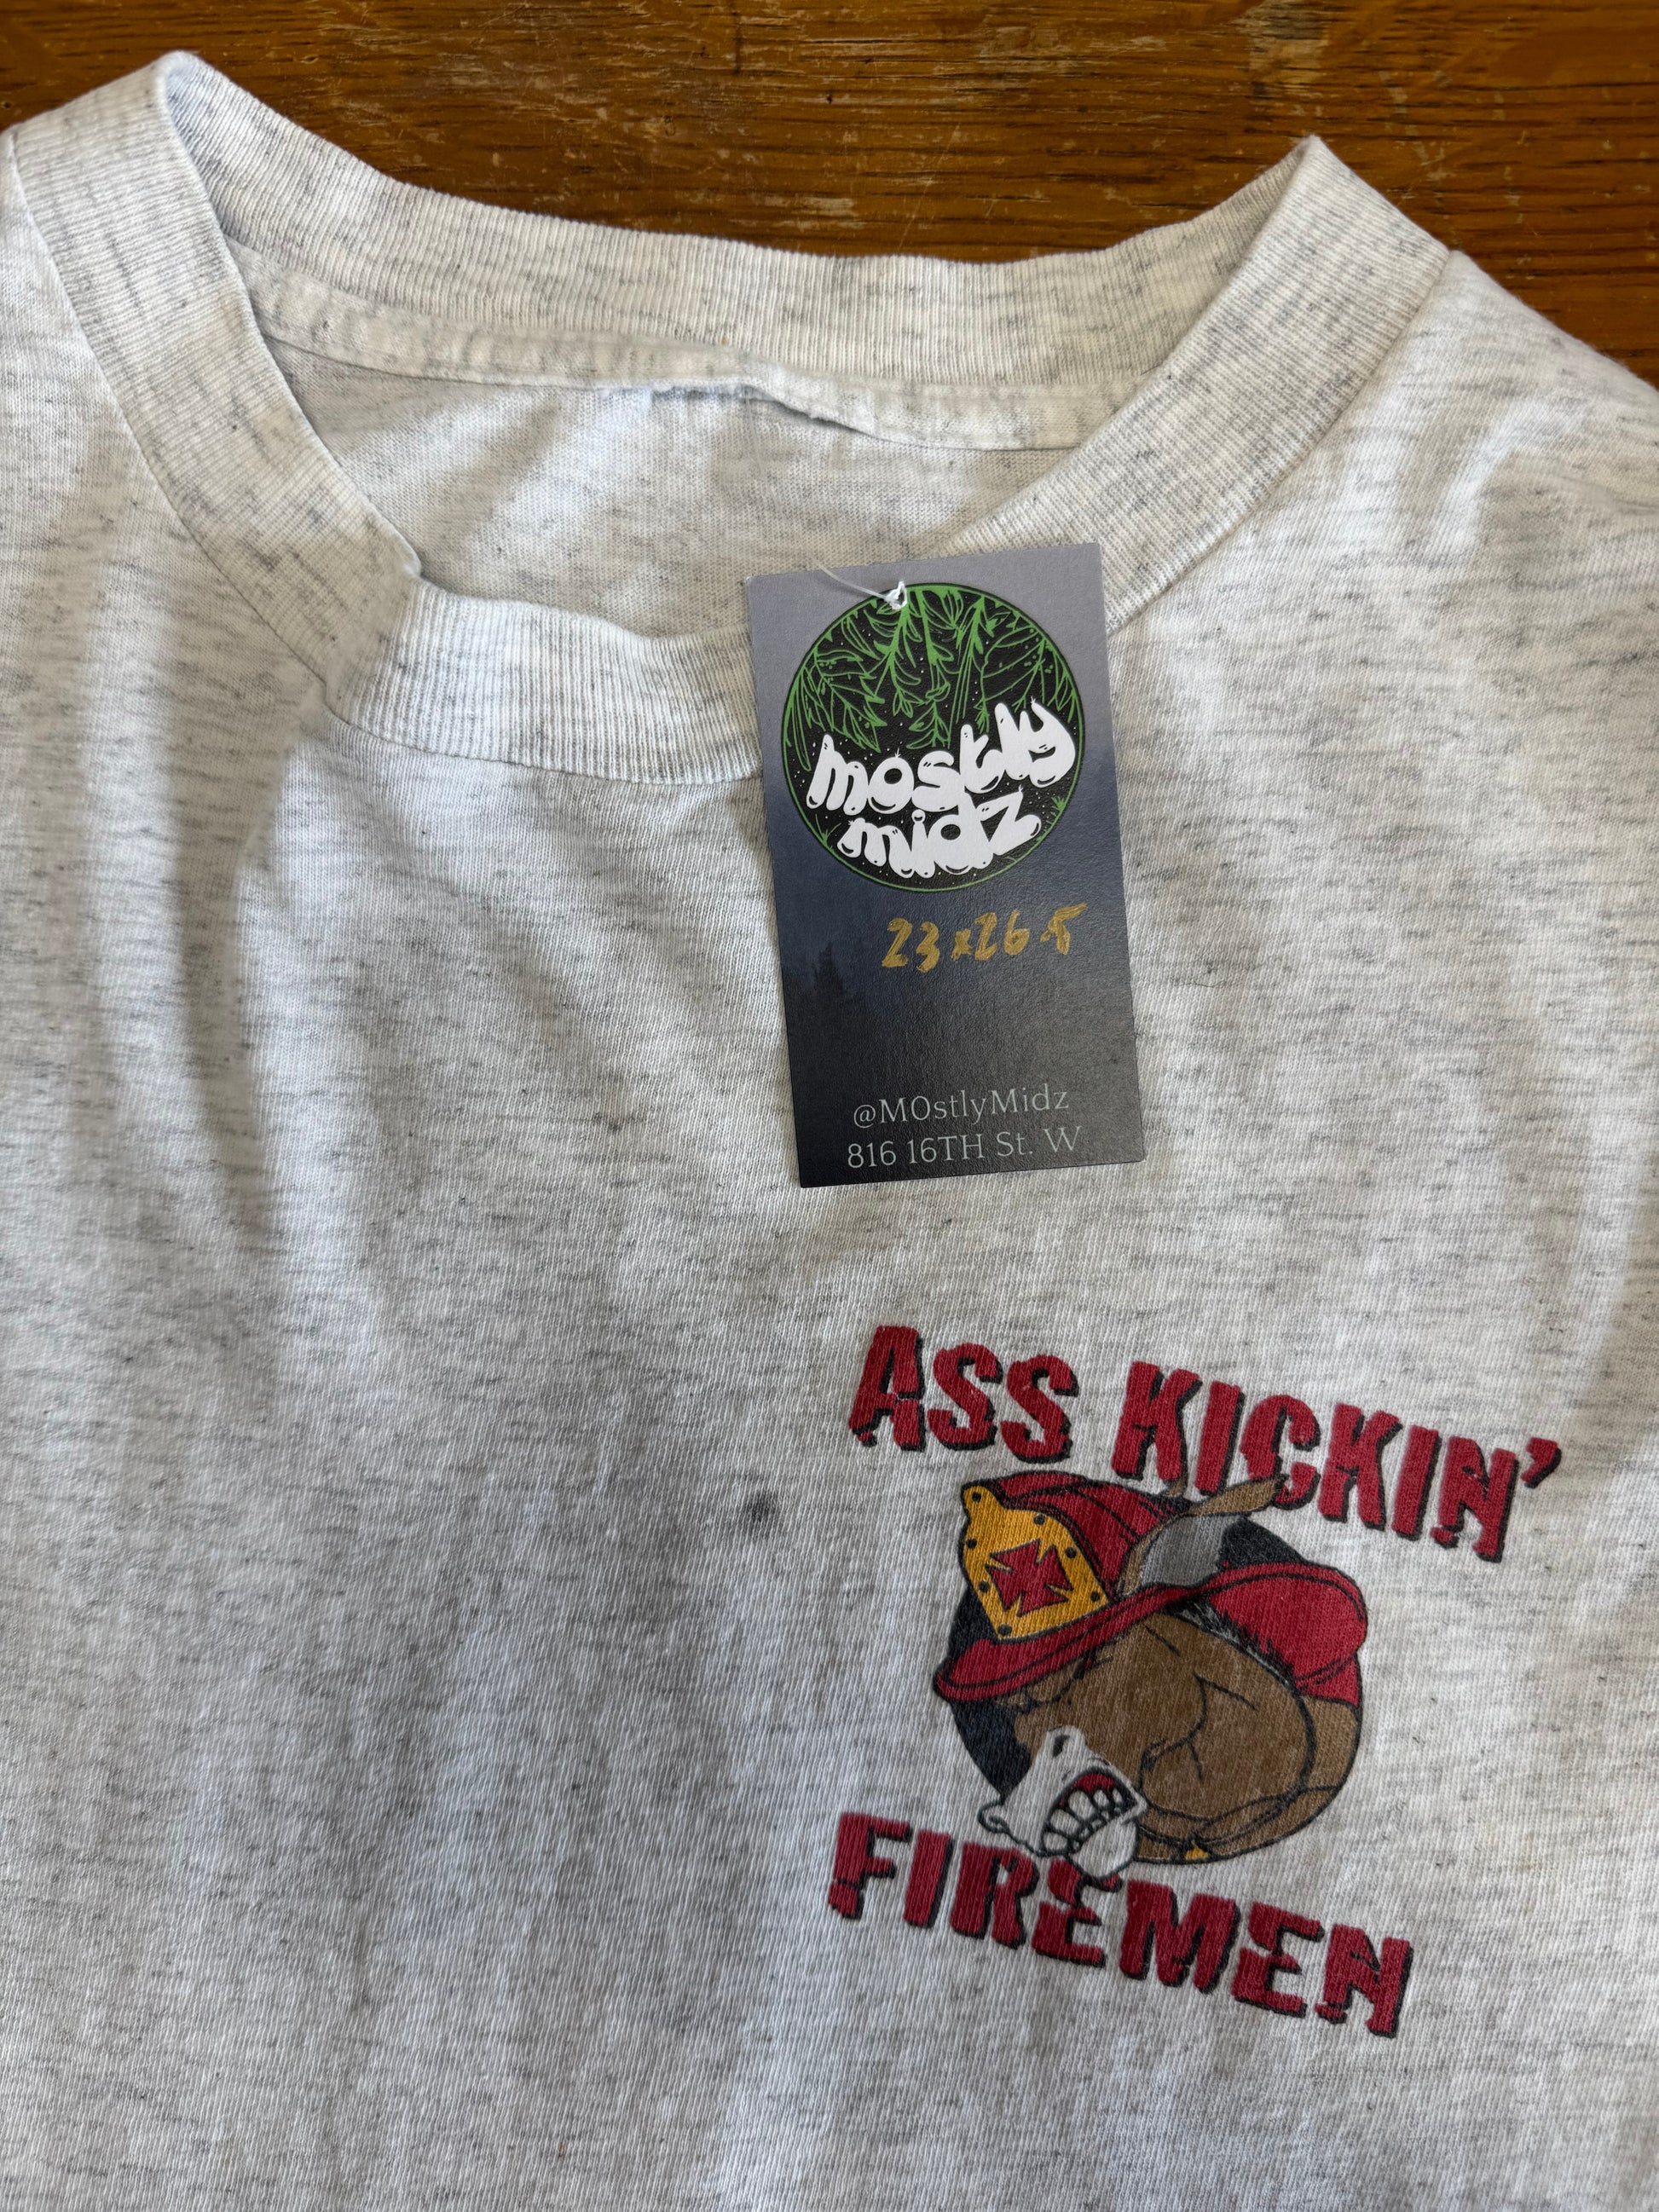 mostly
midz
23x26.5
@M0stlyMidz
816 16TH St. W
ASS KICKIN'
FIREMEN